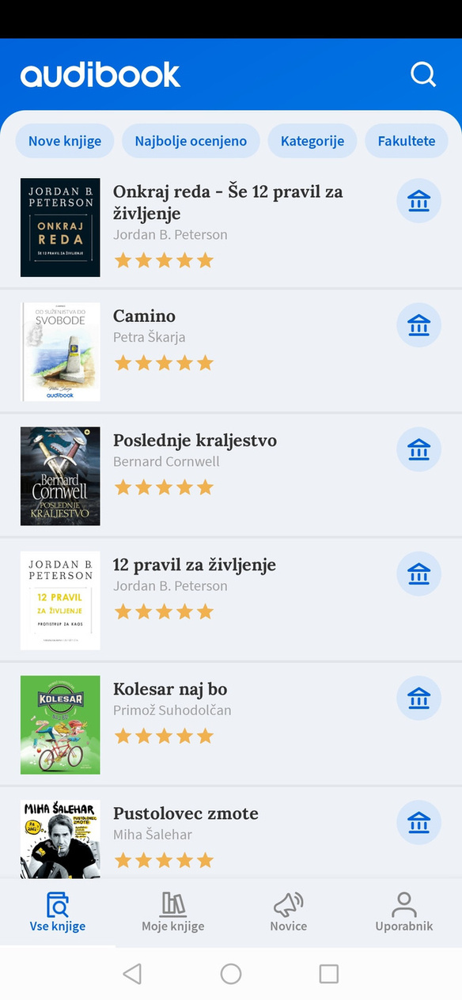 audibook
Nove knjige
Najbolje ocenjeno
Kategorije
Fakultete
JORDAN B.
PETERSON
ONKRAJ
REDA
ŠE 12 PRAVIL ZA ŽIVLJENJE
Onkraj reda - Še 12 pravil za
življenje
Jordan B. Peterson
OD SUŽENJSTVA DO
SVOBODE
Petra Škarja
audibook
Camino
Petra Škarja
Bernard
Cornwell
POSLEDNJE
KRALJESTVO
Poslednje kraljestvo
Bernard Cornwell
JORDAN B.
PETERSON
12 PRAVIL
ZA ŽIVLJENJE
PROTISTRUP ZA KAOS
12 pravil za življenje
Jordan B. Peterson
KOLESAR
NAJ BO
Kolesar naj bo
Primož Suhodolčan
MIHA ŠALEHAR
PUSTOLOVEC
ZMOTE
Pustolovec zmote
Miha Šalehar
Vse knjige
Moje knjige
Novice
Uporabnik